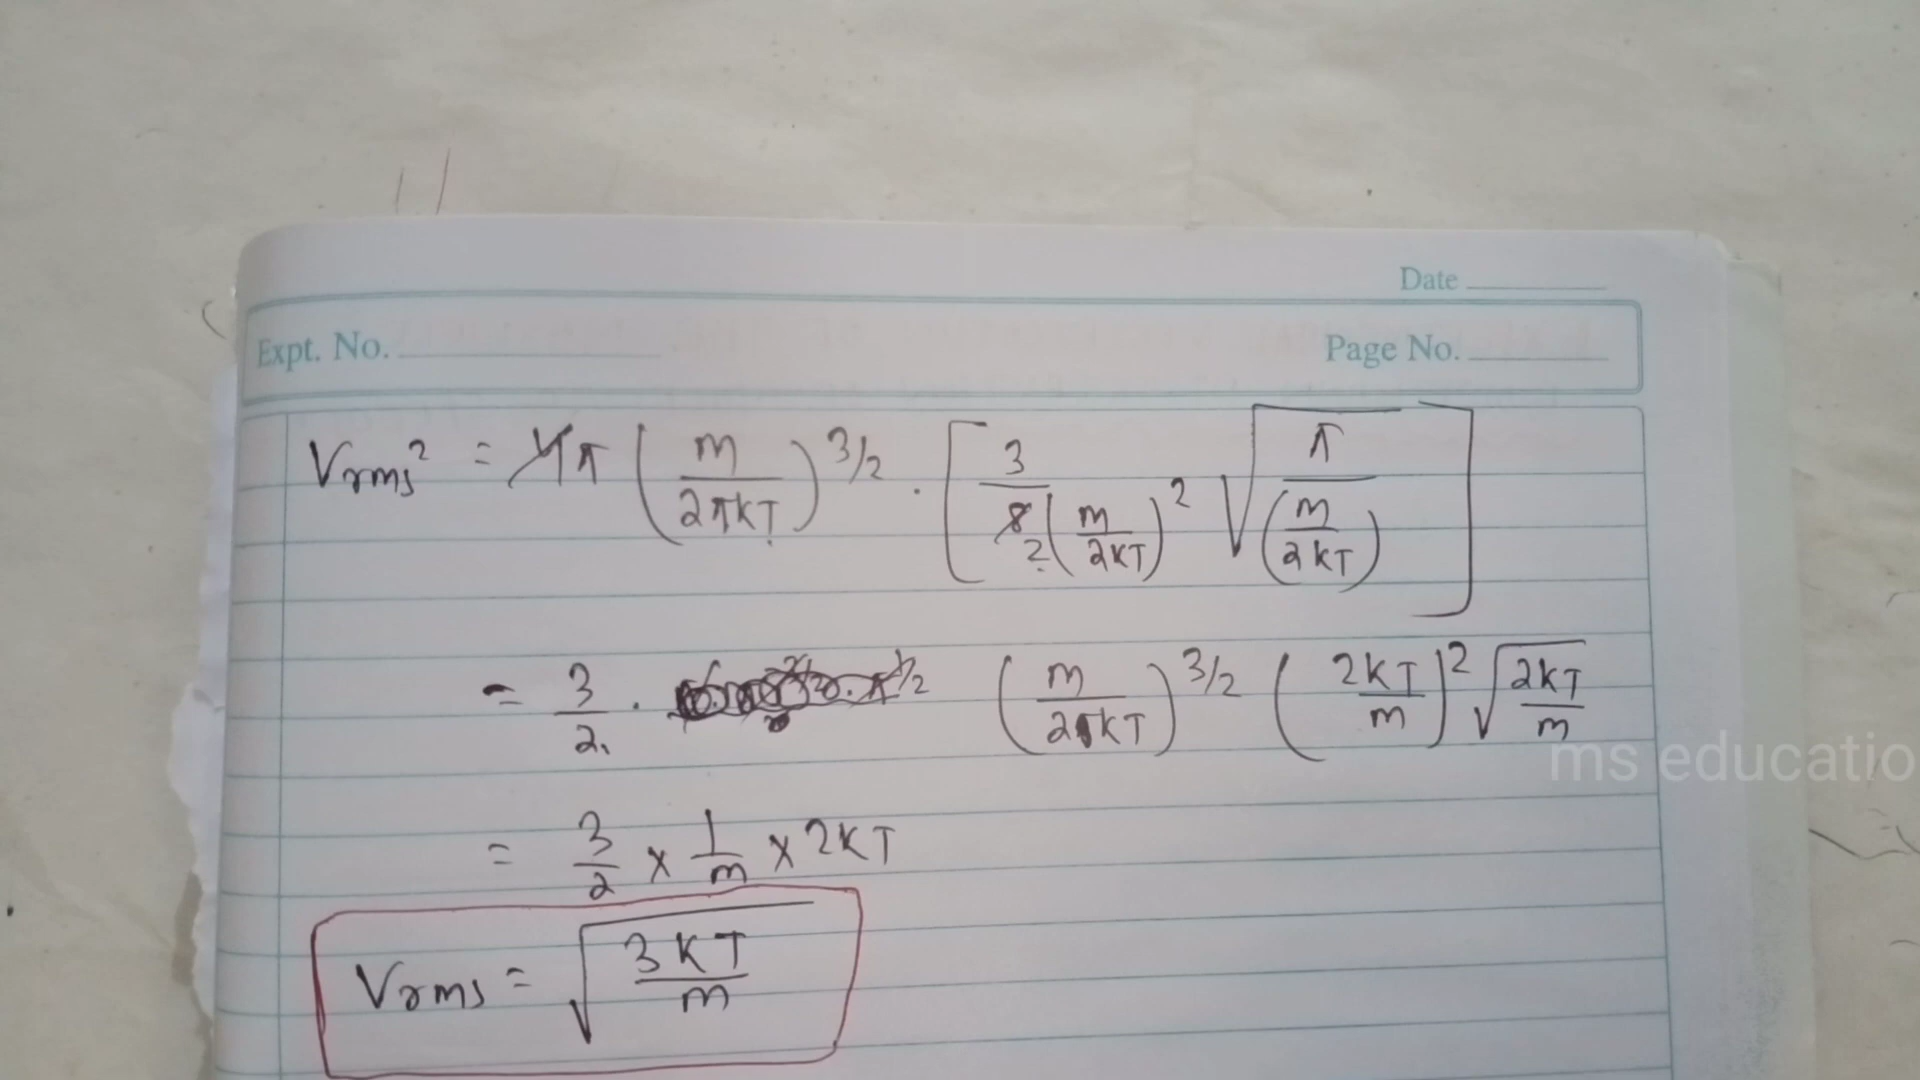 Date
Expt. No.
Page No.
Vrms² = 4π (m/2πKT)^3/2 . [3/8 2 (m/2KT)² √(π/(m/2KT))]
= 3/2 . (m/2πKT)^3/2 (2KT/m)² √(2KT/m)
= 3/2 × 1/m × 2KT
Vrms = √(3KT/m)
ms educatio